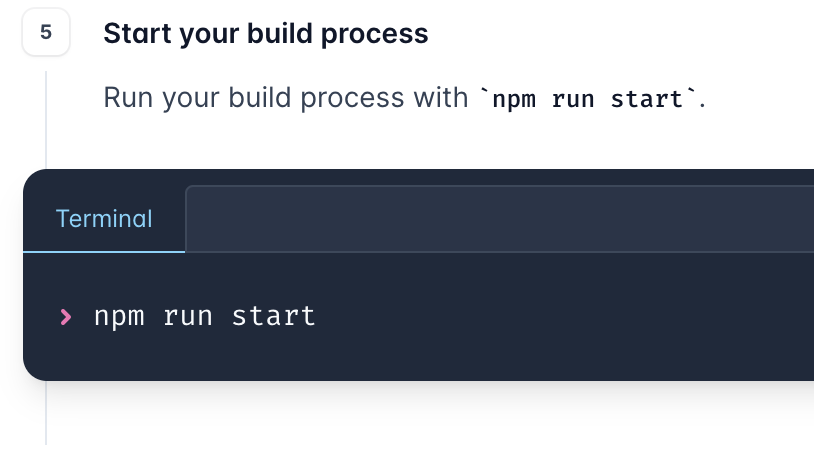 5
Start your build process
Run your build process with `npm run start`.
Terminal
> npm run start